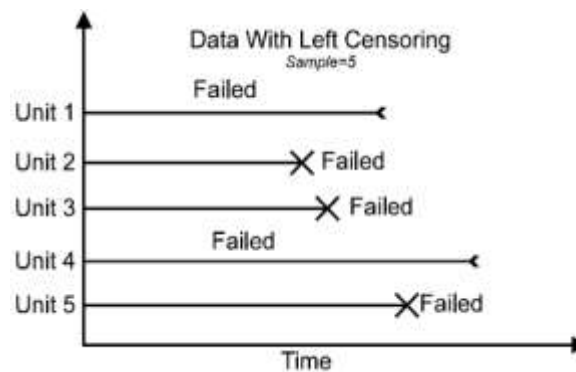 Data With Left Censoring
Sample=5
Failed
Unit 1
Unit 2 Failed
Unit 3 Failed
Failed
Unit 4
Unit 5 Failed
Time